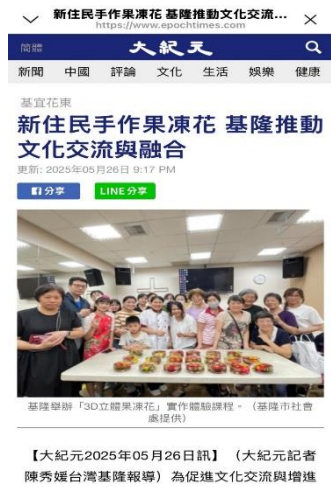 新住民手作果凍花 基隆推動文化交流...
https://www.epochtimes.com
簡體
大紀元
新聞 中國 評論 文化 生活 娛樂 健康
基宜花東
新住民手作果凍花 基隆推動
文化交流與融合
更新: 2025年05月26日 9:17 PM
分享 LINE分享
基隆舉辦「3D立體果凍花」實作體驗課程。（基隆市社會
處提供）
【大紀元2025年05月26日訊】（大紀元記者
陳秀媛台灣基隆報導）為促進文化交流與增進